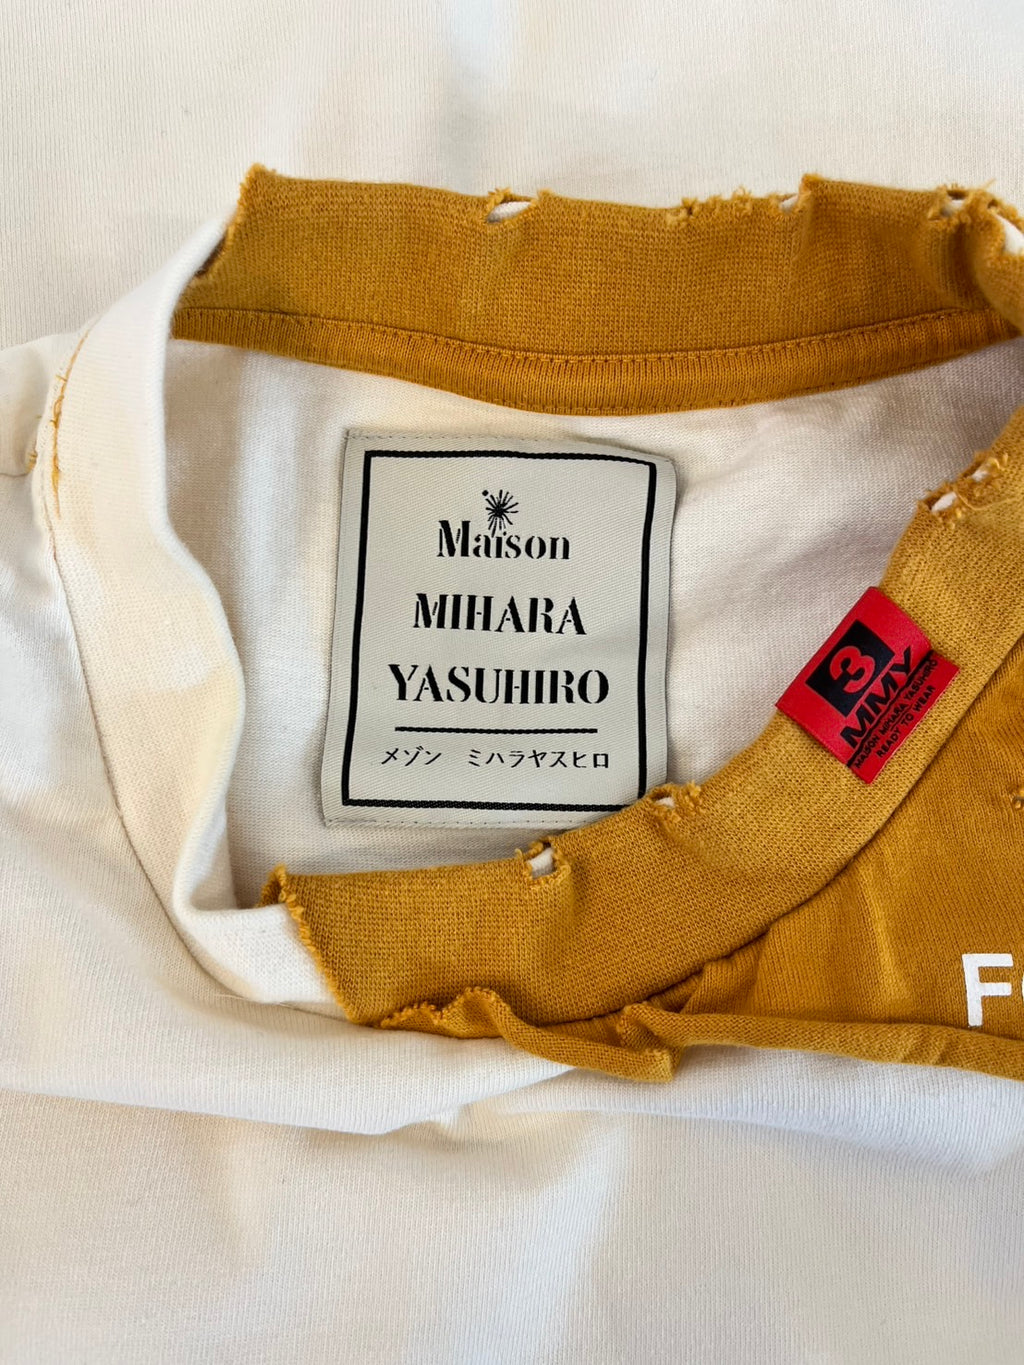 Maison
MIHARA
YASUHIRO
メゾン ミハラヤスヒロ
3
MMY
MAISON MIHARA YASUHIRO
READY TO WEAR
F